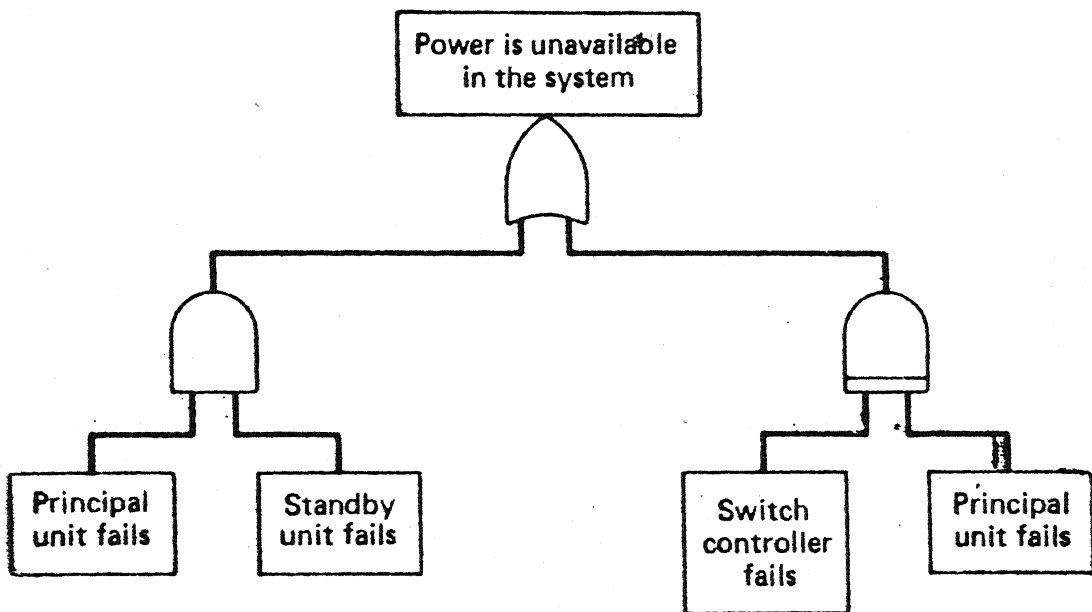 Power is unavailable
in the system
Principal
unit fails
Standby
unit fails
Switch
controller
fails
Principal
unit fails